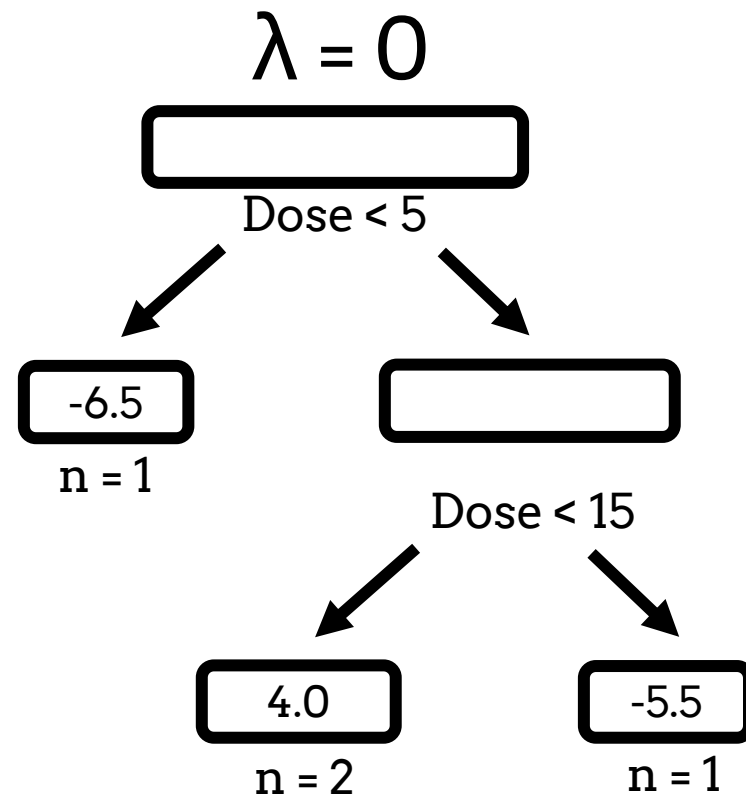 λ = 0
Dose < 5
-6.5
n = 1
Dose < 15
4.0
-5.5
n = 2
n = 1